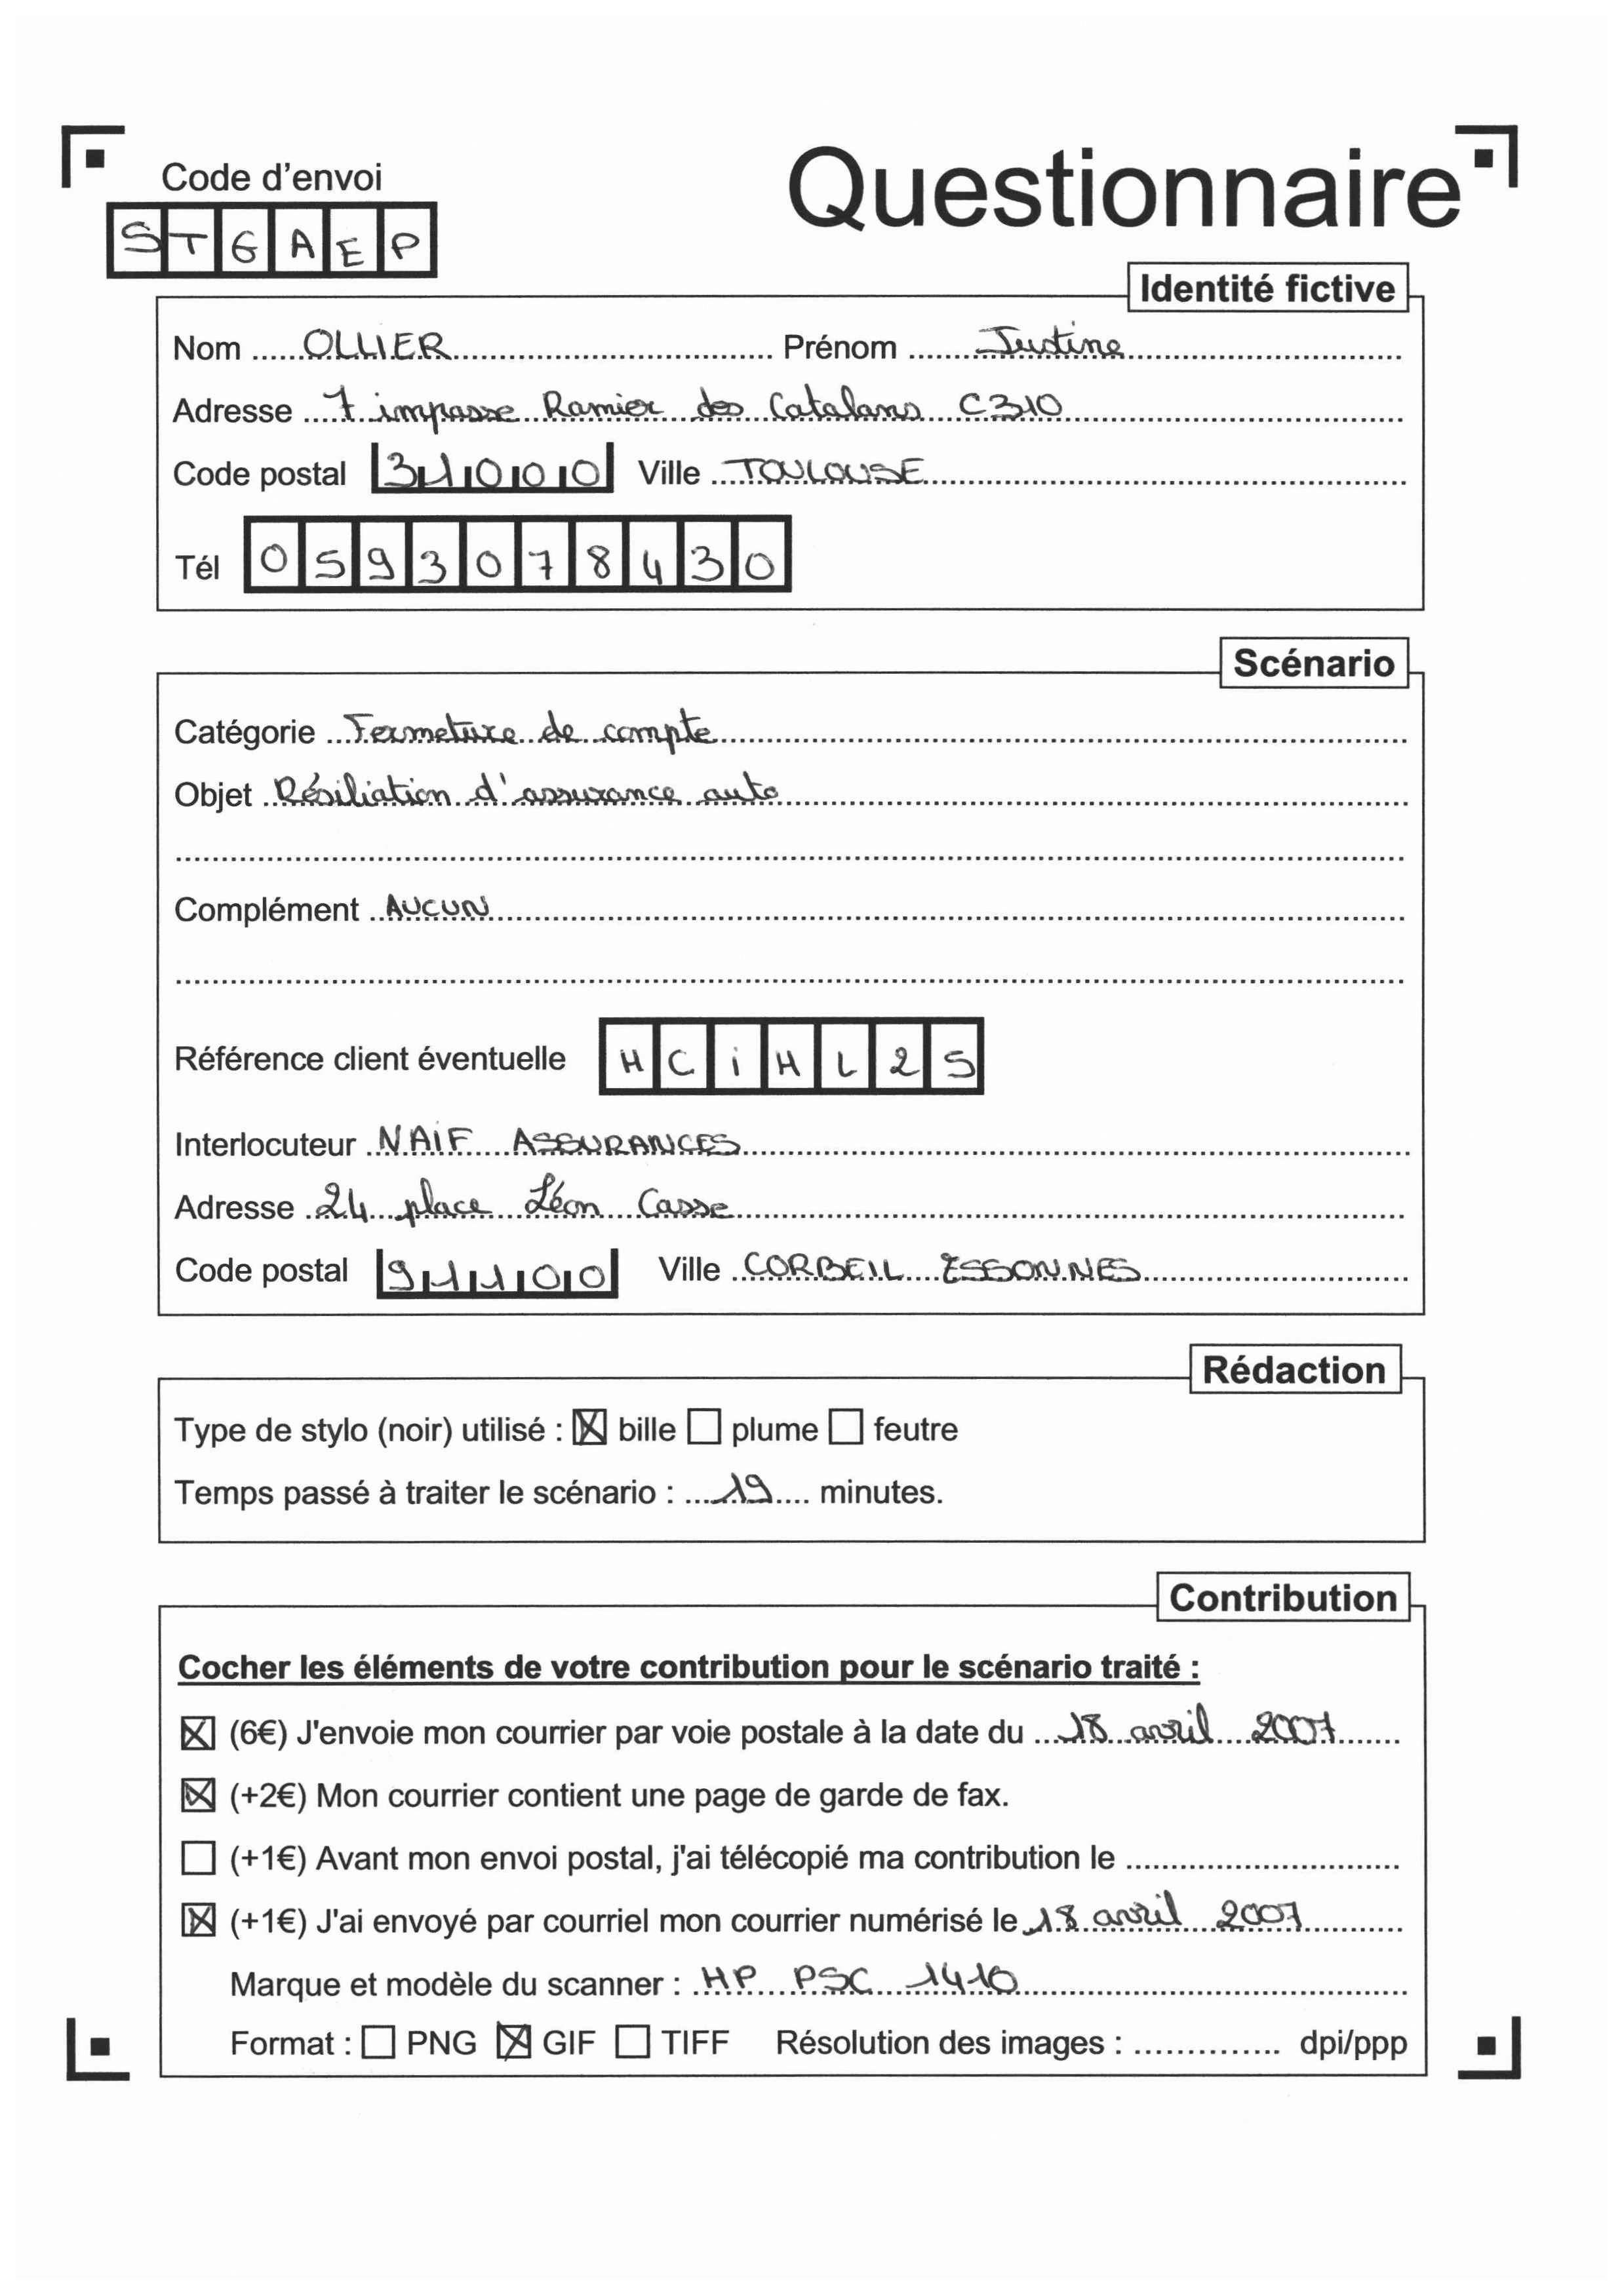 Code d'envoi
Questionnaire
STGAEP
Identité fictive
Nom OLLIER Prénom Justine
Adresse 7 impasse Ramier des Catalans C310
Code postal 31000 Ville TOULOUSE
Tél 0593078430
Scénario
Catégorie Fermeture de compte
Objet Résiliation d'assurance auto
Complément AUCUN
Référence client éventuelle HCiHL25
Interlocuteur NAIF ASSURANCES
Adresse 24 place Léon Casse
Code postal 91100 Ville CORBEIL ESSONNES
Rédaction
Type de stylo (noir) utilisé : ☒ bille ☐ plume ☐ feutre
Temps passé à traiter le scénario : 19 minutes.
Contribution
Cocher les éléments de votre contribution pour le scénario traité :
☒ (6€) J'envoie mon courrier par voie postale à la date du 18 avril 2007
☒ (+2€) Mon courrier contient une page de garde de fax.
☐ (+1€) Avant mon envoi postal, j'ai télécopié ma contribution le
☒ (+1€) J'ai envoyé par courriel mon courrier numérisé le 18 avril 2007
Marque et modèle du scanner : HP PSC 1410
Format : ☐ PNG ☒ GIF ☐ TIFF Résolution des images : .............. dpi/ppp